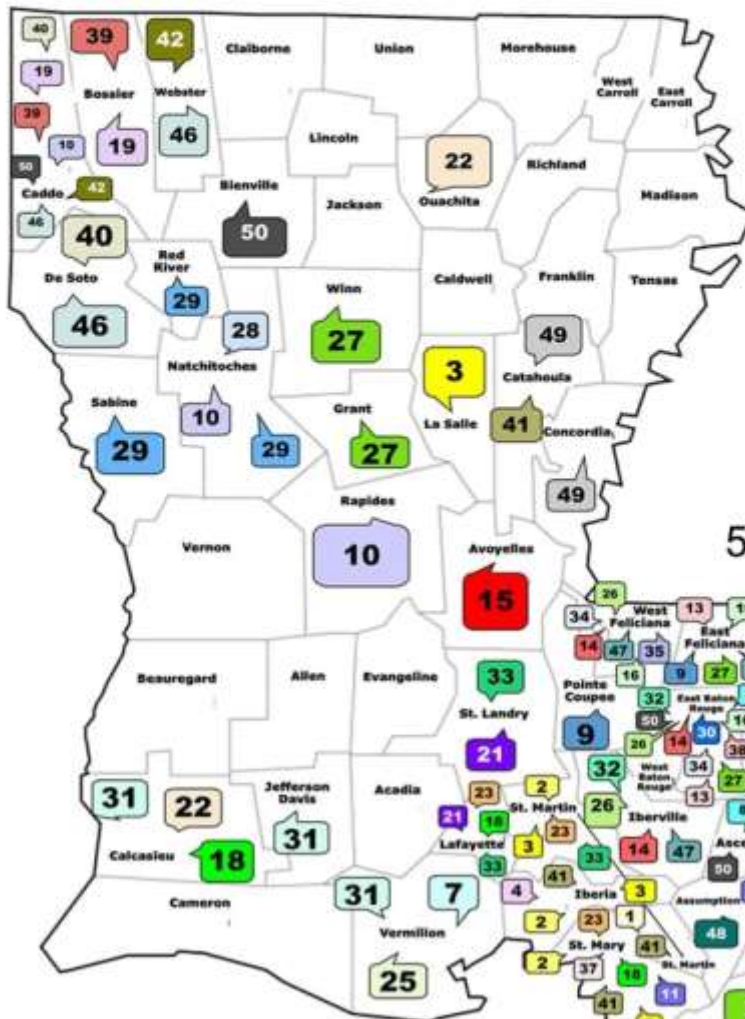 40
39
42
Claiborne
Union
Morehouse
West
Carroll
East
Carroll
19
Bossier
Webster
39
10
19
46
Lincoln
22
Richland
50
Caddo
42
Bienville
Jackson
Ouachita
Madison
46
40
50
De Soto
Red
River
Caldwell
Franklin
Tensas
46
29
28
Winn
27
3
49
Natchitoches
Catahoula
Sabine
10
Grant
La Salle
41
Concordia
29
29
27
49
Rapides
Vernon
10
Avoyelles
5
15
26
34
West
Feliciana
13
East
Feliciana
14
47
35
9
27
Beauregard
Allen
Evangeline
33
Pointe
Coupee
16
32
East Baton
Rouge
St. Landry
9
50
26
14
30
38
21
32
West
Baton
Rouge
34
27
13
31
22
Jefferson
Davis
Acadia
23
2
St. Martin
26
Iberville
31
21
18
23
Calcasieu
18
Lafayette
3
33
14
47
Asce
33
50
Cameron
31
7
4
41
Iberia
3
Assumption
Vermilion
2
23
1
48
St. Mary
41
25
2
37
18
St. Martin
11
41